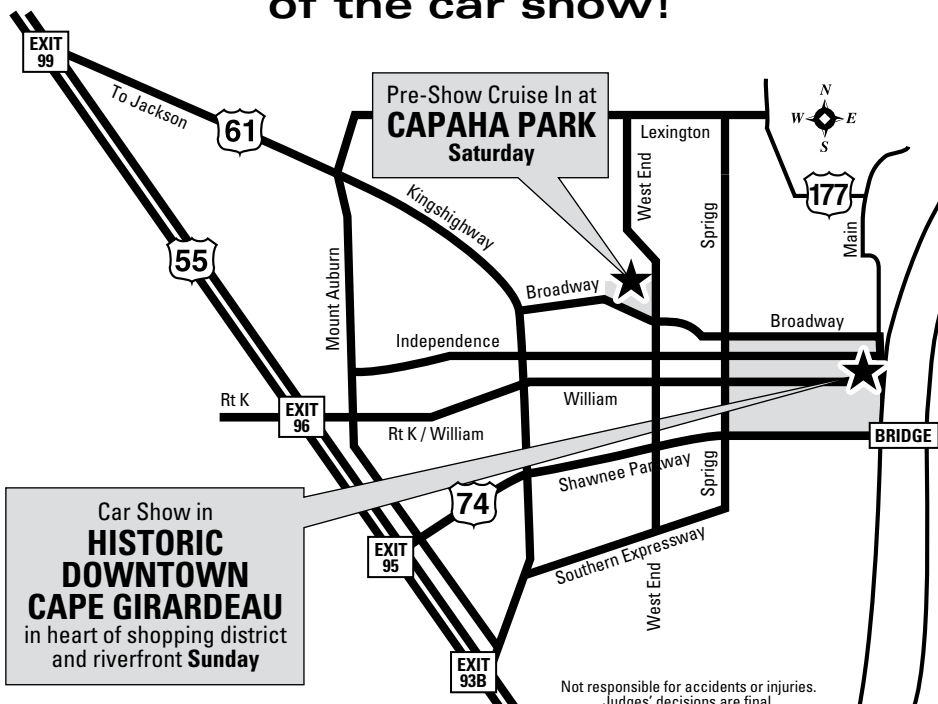 of the car show!
EXIT
99
To Jackson
61
Pre-Show Cruise In at
CAPAHA PARK
Saturday
Lexington
N
W
E
S
177
Kingshighway
West End
Sprigg
Main
55
Mount Auburn
Broadway
Broadway
Independence
Rt K
EXIT
96
William
Rt K / William
BRIDGE
Shawnee Parkway
Sprigg
74
Car Show in
HISTORIC
DOWNTOWN
CAPE GIRARDEAU
in heart of shopping district
and riverfront Sunday
EXIT
95
Southern Expressway
West End
EXIT
93B
Not responsible for accidents or injuries.
Judges' decisions are final.